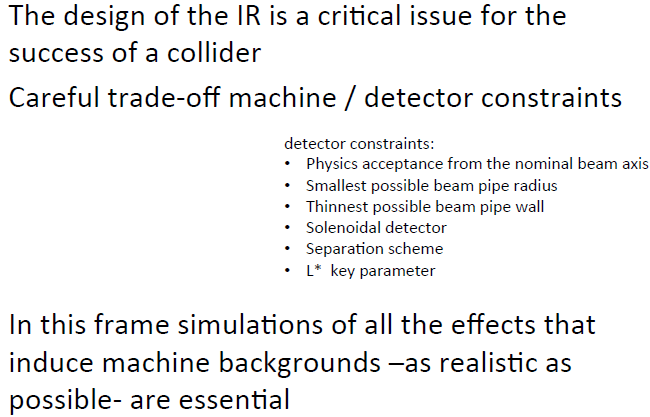 The design of the IR is a critical issue for the
success of a collider
Careful trade-off machine / detector constraints
detector constraints:
• Physics acceptance from the nominal beam axis
• Smallest possible beam pipe radius
• Thinnest possible beam pipe wall
• Solenoidal detector
• Separation scheme
• L* key parameter
In this frame simulations of all the effects that
induce machine backgrounds –as realistic as
possible- are essential